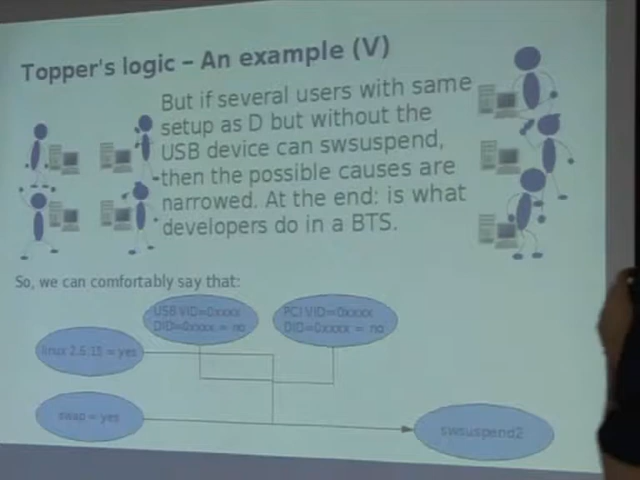 Topper's logic – An example (V)
But if several users with same
setup as D but without the
USB device can swsuspend,
then the possible causes are
narrowed. At the end: is what
developers do in a BTS.
So, we can comfortably say that:
USB VID=0xxxx
DID=0xxxx = no
PCI VID=0xxxx
DID=0xxxx = no
linux 2.6.13 = yes
swap = yes
swsuspend2